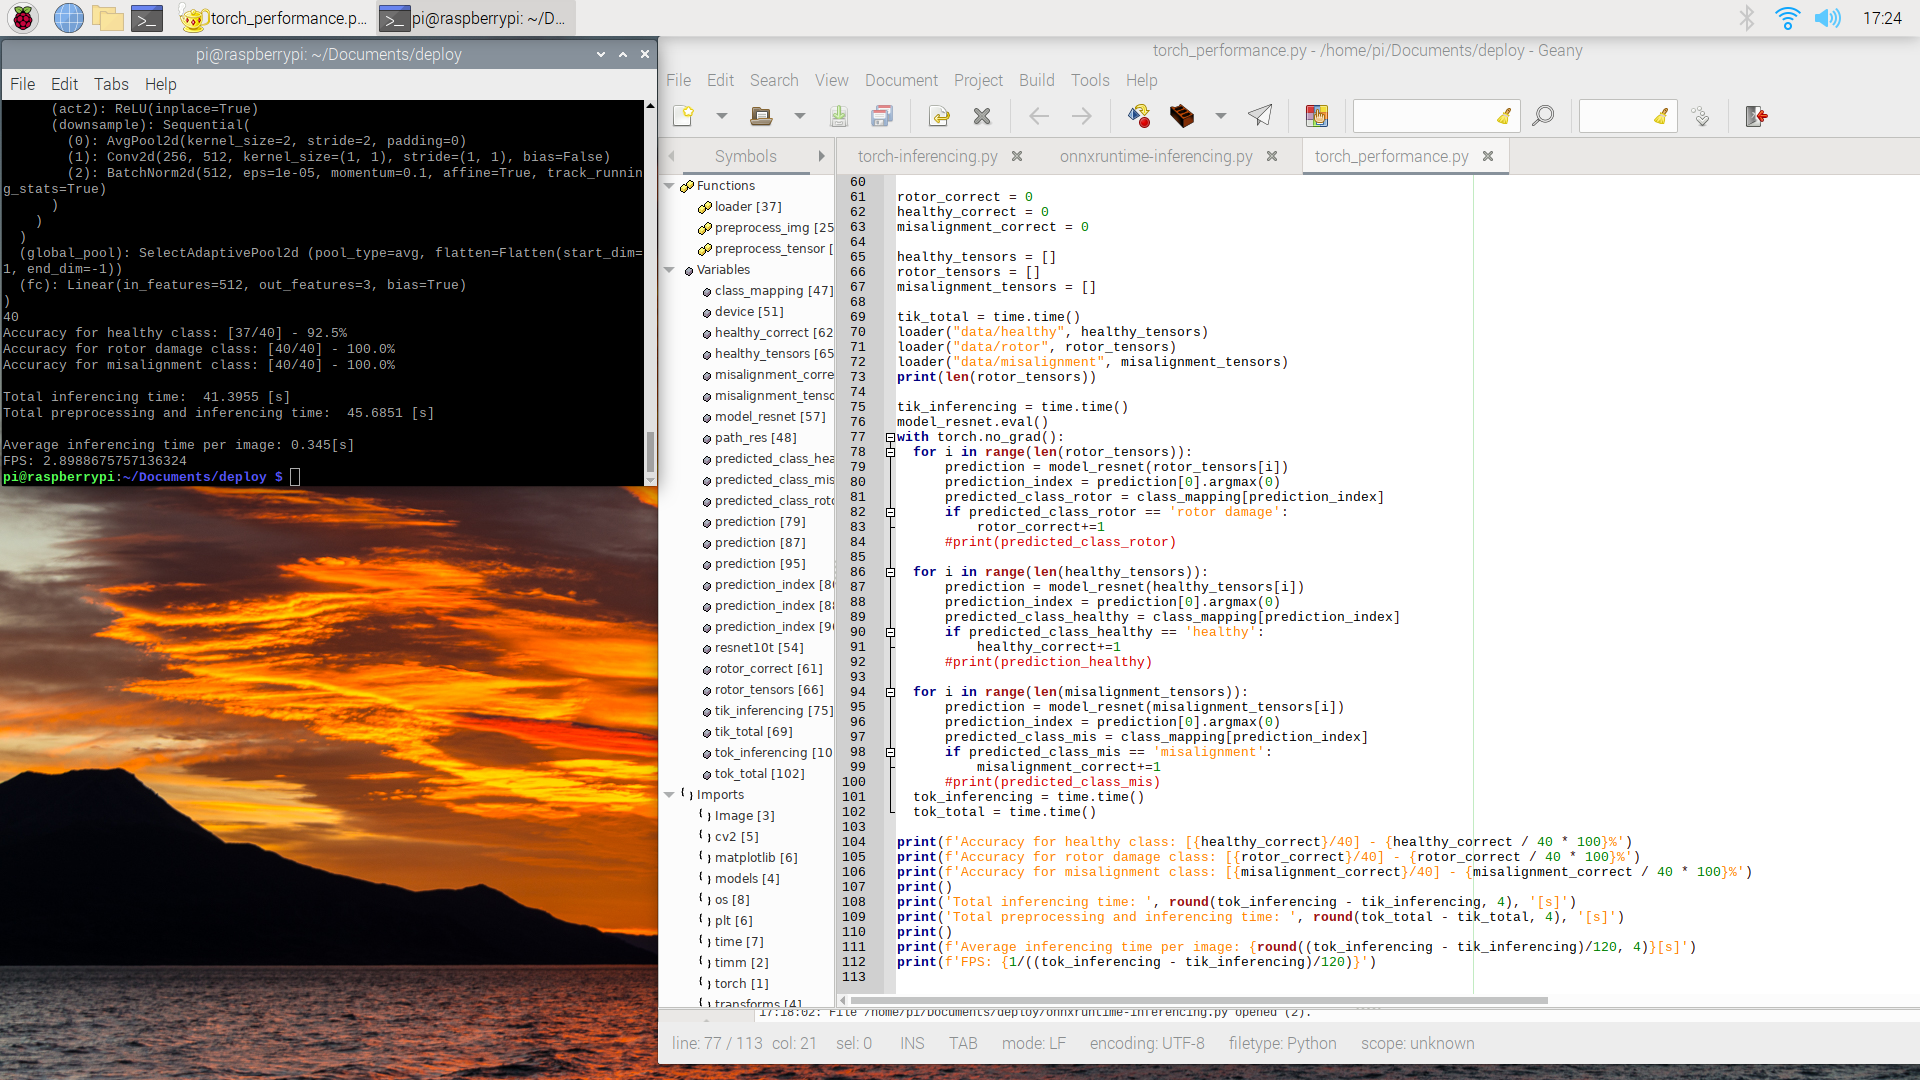 torch_performance.p...
pi@raspberrypi: ~/D...
17:24
pi@raspberrypi: ~/Documents/deploy
File Edit Tabs Help
(act2): ReLU(inplace=True)
(downsample): Sequential(
(0): AvgPool2d(kernel_size=2, stride=2, padding=0)
(1): Conv2d(256, 512, kernel_size=(1, 1), stride=(1, 1), bias=False)
(2): BatchNorm2d(512, eps=1e-05, momentum=0.1, affine=True, track_runnin
g_stats=True)
)
)
)
(global_pool): SelectAdaptivePool2d (pool_type=avg, flatten=Flatten(start_dim=
1, end_dim=-1))
(fc): Linear(in_features=512, out_features=3, bias=True)
)
40
Accuracy for healthy class: [37/40] - 92.5%
Accuracy for rotor damage class: [40/40] - 100.0%
Accuracy for misalignment class: [40/40] - 100.0%
Total inferencing time:  41.3955 [s]
Total preprocessing and inferencing time:  45.6851 [s]
Average inferencing time per image: 0.345[s]
FPS: 2.8988675757136324
pi@raspberrypi:~/Documents/deploy $
torch_performance.py - /home/pi/Documents/deploy - Geany
File Edit Search View Document Project Build Tools Help
Symbols
torch-inferencing.py
onnxruntime-inferencing.py
torch_performance.py
Functions
loader [37]
preprocess_img [25
preprocess_tensor [
Variables
class_mapping [47]
device [51]
healthy_correct [62
healthy_tensors [65
misalignment_corre
misalignment_tenso
model_resnet [57]
path_res [48]
predicted_class_hea
predicted_class_mis
predicted_class_roto
prediction [79]
prediction [87]
prediction [95]
prediction_index [80
prediction_index [88
prediction_index [96
resnet10t [54]
rotor_correct [61]
rotor_tensors [66]
tik_inferencing [75]
tik_total [69]
tok_inferencing [10
tok_total [102]
Imports
Image [3]
cv2 [5]
matplotlib [6]
models [4]
os [8]
plt [6]
time [7]
timm [2]
torch [1]
transforms [4]
60
61 rotor_correct = 0
62 healthy_correct = 0
63 misalignment_correct = 0
64
65 healthy_tensors = []
66 rotor_tensors = []
67 misalignment_tensors = []
68
69 tik_total = time.time()
70 loader("data/healthy", healthy_tensors)
71 loader("data/rotor", rotor_tensors)
72 loader("data/misalignment", misalignment_tensors)
73 print(len(rotor_tensors))
74
75 tik_inferencing = time.time()
76 model_resnet.eval()
77 with torch.no_grad():
78 for i in range(len(rotor_tensors)):
79 prediction = model_resnet(rotor_tensors[i])
80 prediction_index = prediction[0].argmax(0)
81 predicted_class_rotor = class_mapping[prediction_index]
82 if predicted_class_rotor == 'rotor damage':
83 rotor_correct+=1
84 #print(predicted_class_rotor)
85
86 for i in range(len(healthy_tensors)):
87 prediction = model_resnet(healthy_tensors[i])
88 prediction_index = prediction[0].argmax(0)
89 predicted_class_healthy = class_mapping[prediction_index]
90 if predicted_class_healthy == 'healthy':
91 healthy_correct+=1
92 #print(prediction_healthy)
93
94 for i in range(len(misalignment_tensors)):
95 prediction = model_resnet(misalignment_tensors[i])
96 prediction_index = prediction[0].argmax(0)
97 predicted_class_mis = class_mapping[prediction_index]
98 if predicted_class_mis == 'misalignment':
99 misalignment_correct+=1
100 #print(predicted_class_mis)
101 tok_inferencing = time.time()
102 tok_total = time.time()
103
104 print(f'Accuracy for healthy class: [{healthy_correct}/40] - {healthy_correct / 40 * 100}%')
105 print(f'Accuracy for rotor damage class: [{rotor_correct}/40] - {rotor_correct / 40 * 100}%')
106 print(f'Accuracy for misalignment class: [{misalignment_correct}/40] - {misalignment_correct / 40 * 100}%')
107 print()
108 print('Total inferencing time: ', round(tok_inferencing - tik_inferencing, 4), '[s]')
109 print('Total preprocessing and inferencing time: ', round(tok_total - tik_total, 4), '[s]')
110 print()
111 print(f'Average inferencing time per image: {round((tok_inferencing - tik_inferencing)/120, 4)}[s]')
112 print(f'FPS: {1/((tok_inferencing - tik_inferencing)/120)}')
113
17:18:02: File /home/pi/Documents/deploy/onnxruntime-inferencing.py opened (2).
line: 77 / 113 col: 21 sel: 0 INS TAB mode: LF encoding: UTF-8 filetype: Python scope: unknown